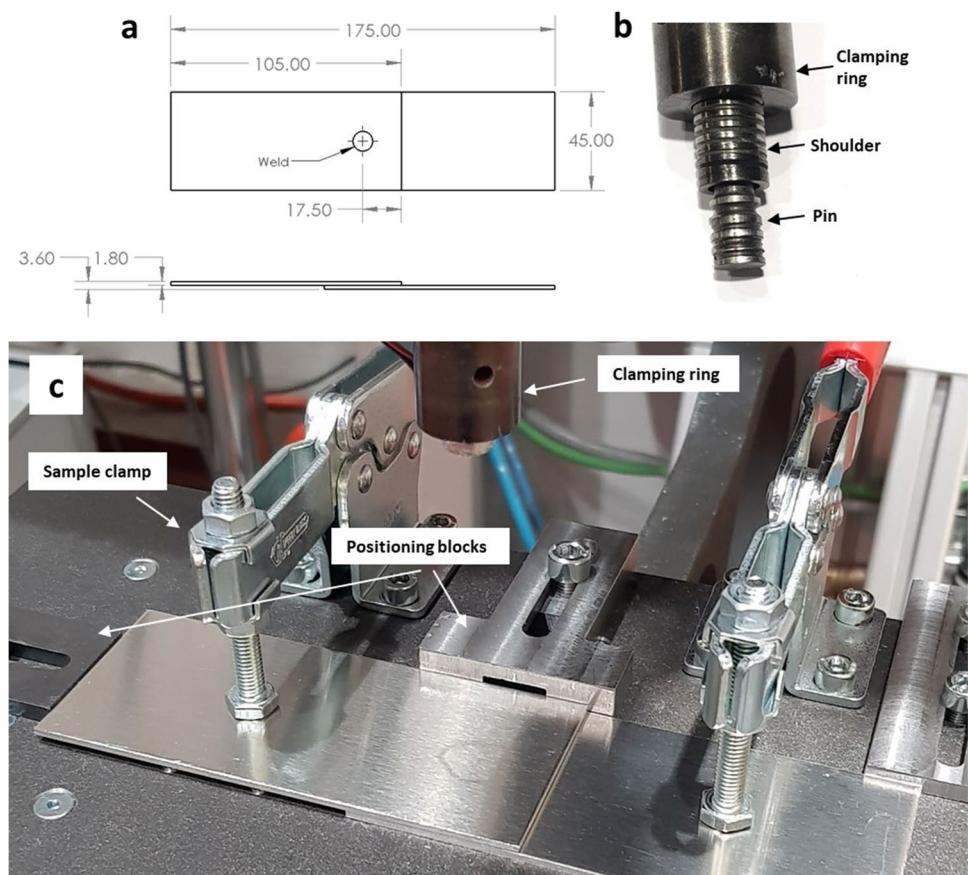 a
175.00
105.00
45.00
Weld
17.50
3.60
1.80
b
Clamping
ring
Shoulder
Pin
c
Clamping ring
Sample clamp
Positioning blocks